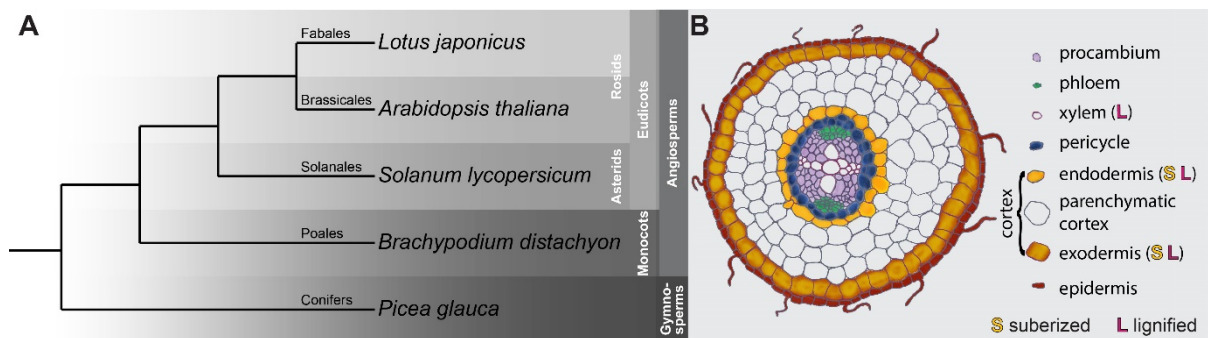 A
Fabales
Lotus japonicus
Brassicales
Arabidopsis thaliana
Solanales
Solanum lycopersicum
Poales
Brachypodium distachyon
Conifers
Picea glauca
Rosids
Asterids
Monocots
Eudicots
Angiosperms
Gymno-
sperms
B
procambium
phloem
xylem (L)
pericycle
endodermis (S L)
parenchymatic
cortex
exodermis (S L)
cortex
epidermis
S suberized L lignified